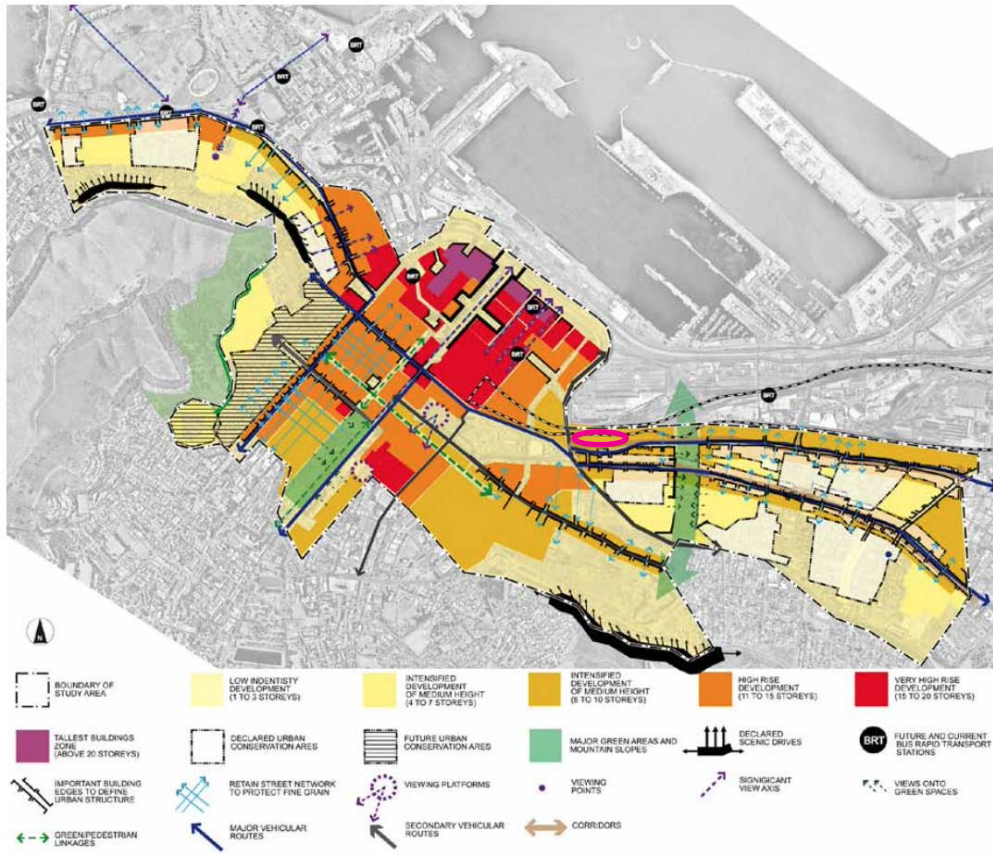 BRT
BRT
BRT
BRT
BRT
BRT
BRT
BRT
BRT
N
BOUNDARY OF
STUDY AREA
LOW INDENTISTY
DEVELOPMENT
(1 TO 3 STOREYS)
INTENSIFIED
DEVELOPMENT
OF MEDIUM HEIGHT
(4 TO 7 STOREYS)
INTENSIFIED
DEVELOPMENT
OF MEDIUM HEIGHT
(8 TO 10 STOREYS)
HIGH RISE
DEVELOPMENT
(11 TO 15 STOREYS)
VERY HIGH RISE
DEVELOPMENT
(15 TO 20 STOREYS)
TALLEST BUILDINGS
ZONE
(ABOVE 20 STOREYS)
DECLARED URBAN
CONSERVATION ARES
FUTURE URBAN
CONSERVATION ARES
MAJOR GREEN AREAS AND
MOUNTAIN SLOPES
DECLARED
SCENIC DRIVES
BRT
FUTURE AND CURRENT
BUS RAPID TRANSPORT
STATIONS
IMPORTANT BUILDING
EDGES TO DEFINE
URBAN STRUCTURE
RETAIN STREET NETWORK
TO PROTECT FINE GRAIN
VIEWING PLATFORMS
VIEWING
POINTS
SIGNIGICANT
VIEW AXIS
VIEWS ONTO
GREEN SPACES
GREEN/PEDESTRIAN
LINKAGES
MAJOR VEHICULAR
ROUTES
SECONDARY VEHICULAR
ROUTES
CORRIDORS